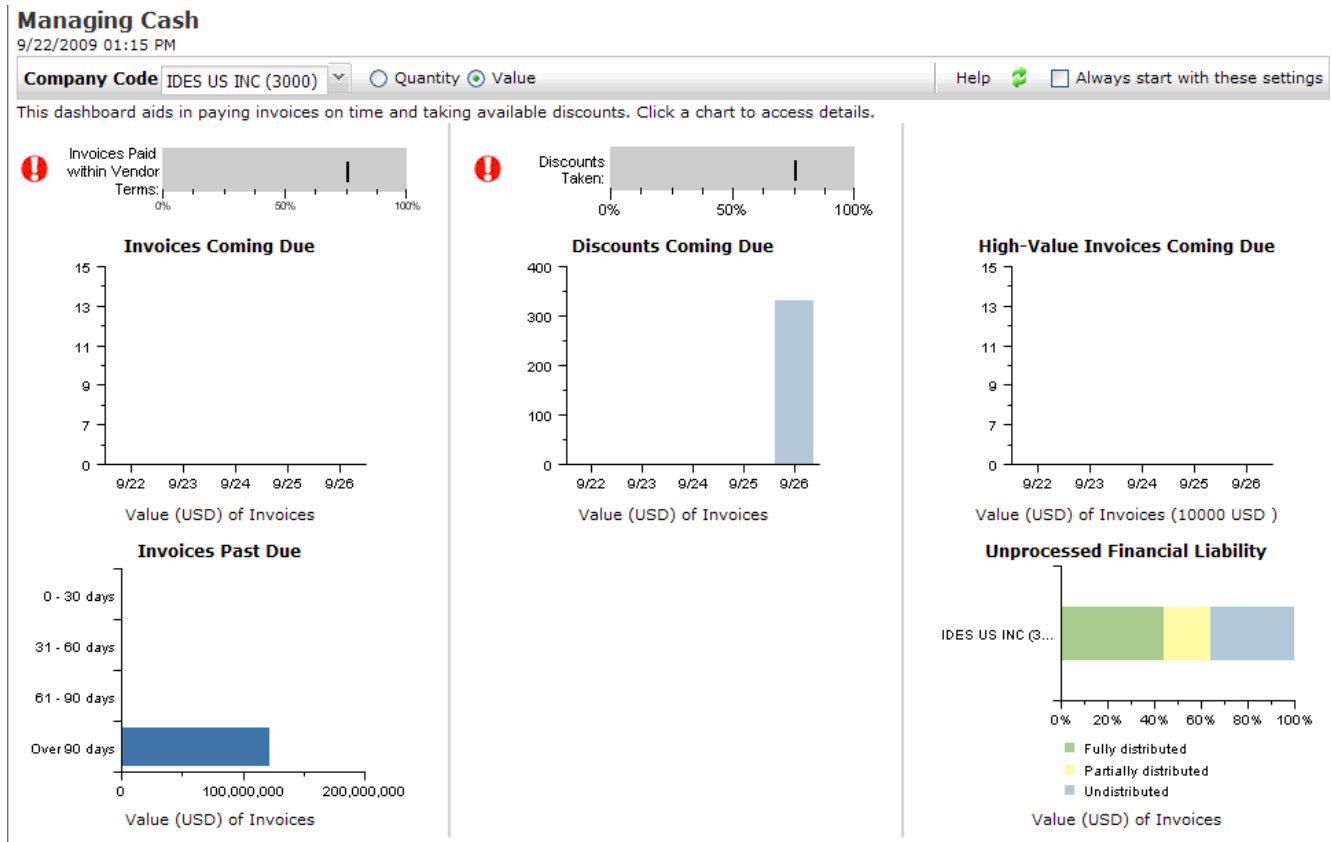 Managing Cash
9/22/2009 01:15 PM
Company Code IDES US INC (3000) Quantity Value Help Always start with these settings
This dashboard aids in paying invoices on time and taking available discounts. Click a chart to access details.
Invoices Paid
within Vendor
Terms:
0% 50% 100%
Invoices Coming Due
15
13
11
9
7
0
9/22 9/23 9/24 9/25 9/26
Value (USD) of Invoices
Invoices Past Due
0 - 30 days
31 - 60 days
61 - 90 days
Over 90 days
0 100,000,000 200,000,000
Value (USD) of Invoices
Discounts
Taken:
0% 50% 100%
Discounts Coming Due
400
300
200
100
0
9/22 9/23 9/24 9/25 9/26
Value (USD) of Invoices
High-Value Invoices Coming Due
15
13
11
9
7
0
9/22 9/23 9/24 9/25 9/26
Value (USD) of Invoices (10000 USD )
Unprocessed Financial Liability
IDES US INC (3...
0% 20% 40% 60% 80% 100%
Fully distributed
Partially distributed
Undistributed
Value (USD) of Invoices